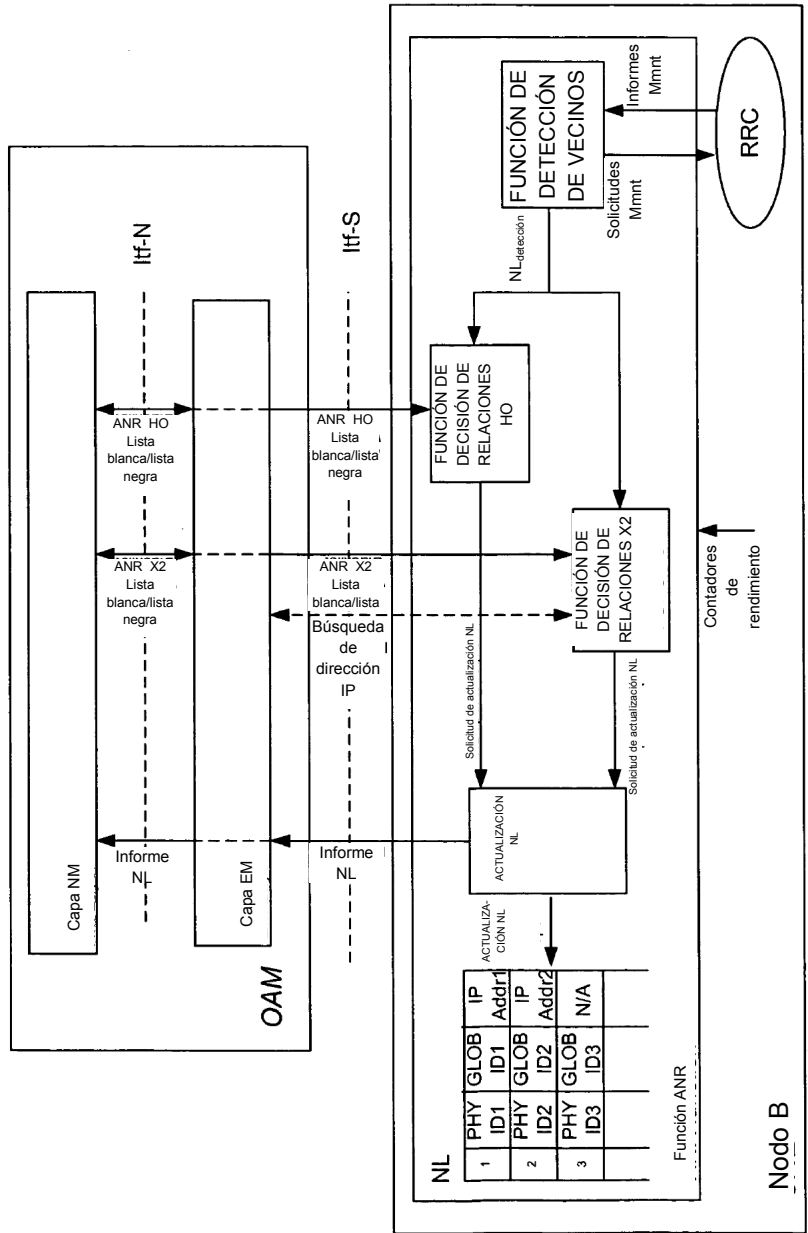 OAM
Capa NM
Itf-N
Informe
NL
ANR X2
Lista
blanca/lista
negra
ANR HO
Lista
blanca/lista
negra
Capa EM
Itf-S
Informe
NL
Búsqueda
de
dirección
IP
ANR X2
Lista
blanca/lista
ANR HO
Lista
blanca/lista
negra
NL
1 PHY ID1 GLOB ID1 IP Addr1
2 PHY ID2 GLOB ID2 IP Addr2
3 PHY ID3 GLOB ID3 N/A
ACTUALIZA-
CIÓN NL
ACTUALIZACIÓN
NL
Solicitud de actualización NL
Solicitud de actualización NL
FUNCIÓN DE
DECISIÓN DE
RELACIONES
HO
FUNCIÓN DE
DECISIÓN DE
RELACIONES X2
NLdetección
FUNCIÓN DE
DETECCIÓN
DE VECINOS
Solicitudes
Mmnt
Informes
Mmnt
RRC
Función ANR
Contadores
de
rendimiento
Nodo B